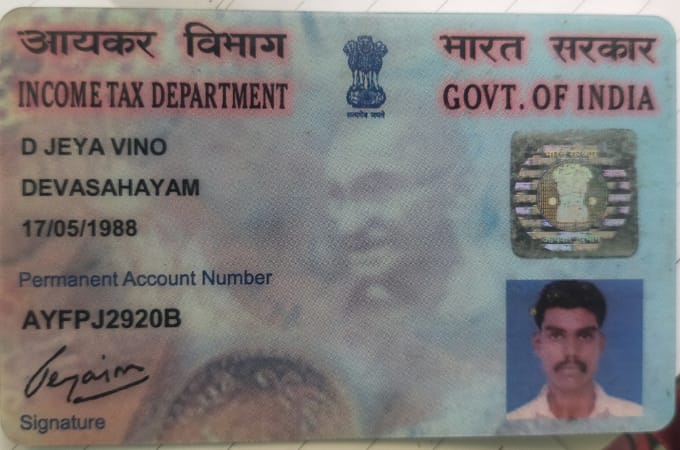 आयकर विभाग
भारत सरकार
INCOME TAX DEPARTMENT
GOVT. OF INDIA
सत्यमेव जयते
D JEYA VINO
DEVASAHAYAM
17/05/1988
Permanent Account Number
AYFPJ2920B
Signature